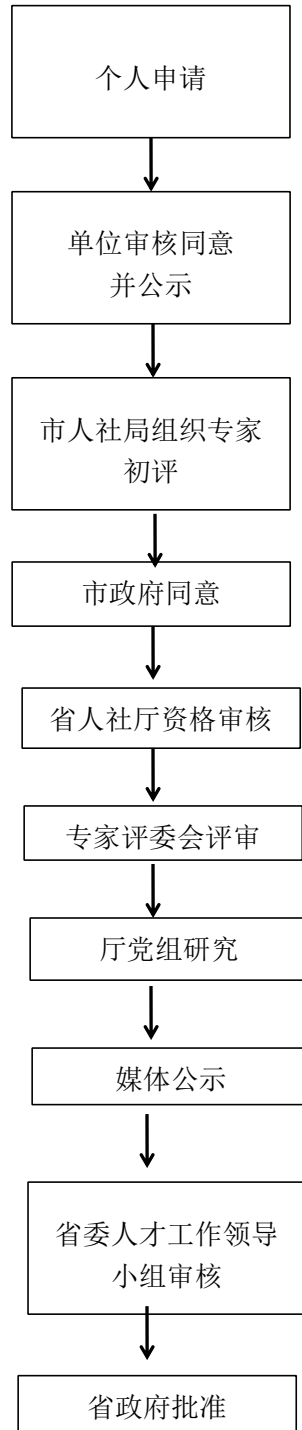 个人申请
单位审核同意
并公示
市人社局组织专家
初评
市政府同意
省人社厅资格审核
专家评委会评审
厅党组研究
媒体公示
省委人才工作领导
小组审核
省政府批准